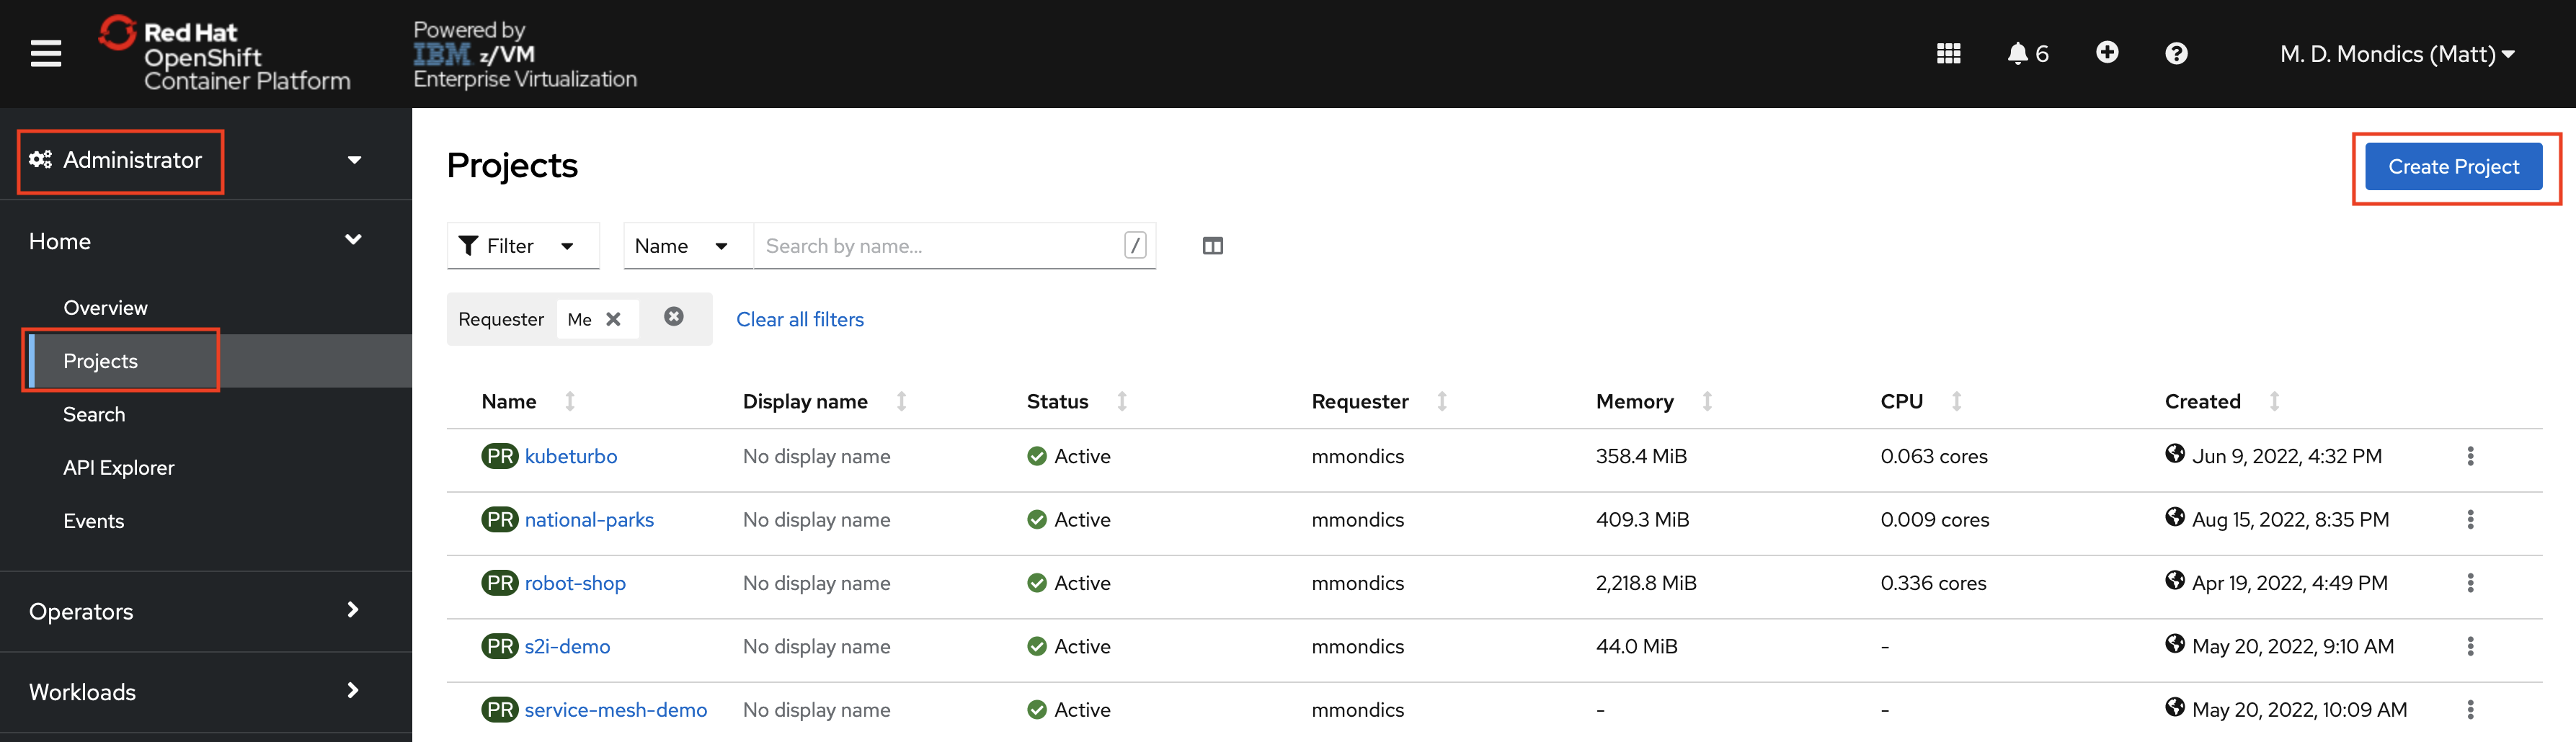 Red Hat
OpenShift
Container Platform
Powered by
IBM z/VM
Enterprise Virtualization
6
M. D. Mondics (Matt)
Administrator
Home
Overview
Projects
Search
API Explorer
Events
Operators
Workloads
Projects
Create Project
Filter
Name
Search by name...
/
Requester Me
Clear all filters
Name Display name Status Requester Memory CPU Created
PR kubeturbo No display name Active mmondics 358.4 MiB 0.063 cores Jun 9, 2022, 4:32 PM
PR national-parks No display name Active mmondics 409.3 MiB 0.009 cores Aug 15, 2022, 8:35 PM
PR robot-shop No display name Active mmondics 2,218.8 MiB 0.336 cores Apr 19, 2022, 4:49 PM
PR s2i-demo No display name Active mmondics 44.0 MiB - May 20, 2022, 9:10 AM
PR service-mesh-demo No display name Active mmondics - - May 20, 2022, 10:09 AM